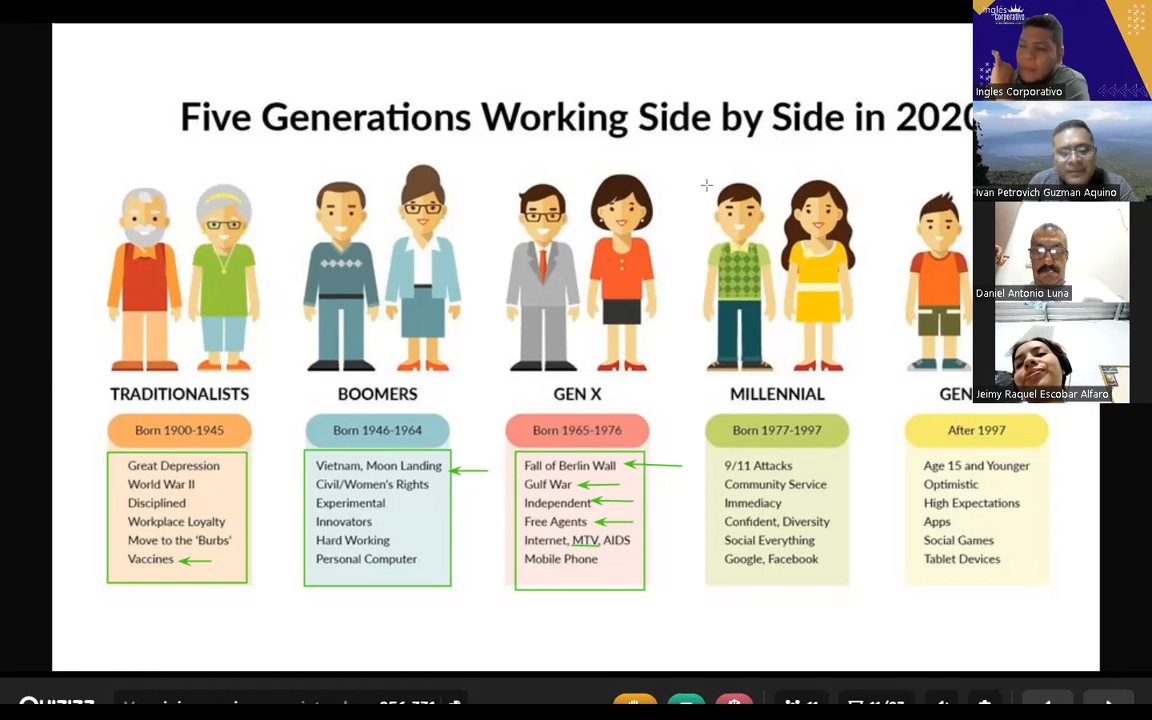 Five Generations Working Side by Side in 2020
TRADITIONALISTS
Born 1900-1945
Great Depression
World War II
Disciplined
Workplace Loyalty
Move to the 'Burbs'
Vaccines
BOOMERS
Born 1946-1964
Vietnam, Moon Landing
Civil/Women's Rights
Experimental
Innovators
Hard Working
Personal Computer
GEN X
Born 1965-1976
Fall of Berlin Wall
Gulf War
Independent
Free Agents
Internet, MTV, AIDS
Mobile Phone
MILLENNIAL
Born 1977-1997
9/11 Attacks
Community Service
Immediacy
Confident, Diversity
Social Everything
Google, Facebook
GEN
After 1997
Age 15 and Younger
Optimistic
High Expectations
Apps
Social Games
Tablet Devices
Inglés
Corporativo
Ingles Corporativo
Ivan Petrovich Guzman Aquino
Daniel Antonio Luna
Jeimy Raquel Escobar Alfaro